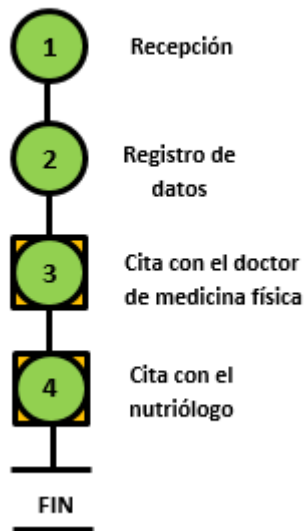 1
Recepción
2
Registro de
datos
3
Cita con el doctor
de medicina física
4
Cita con el
nutriólogo
FIN